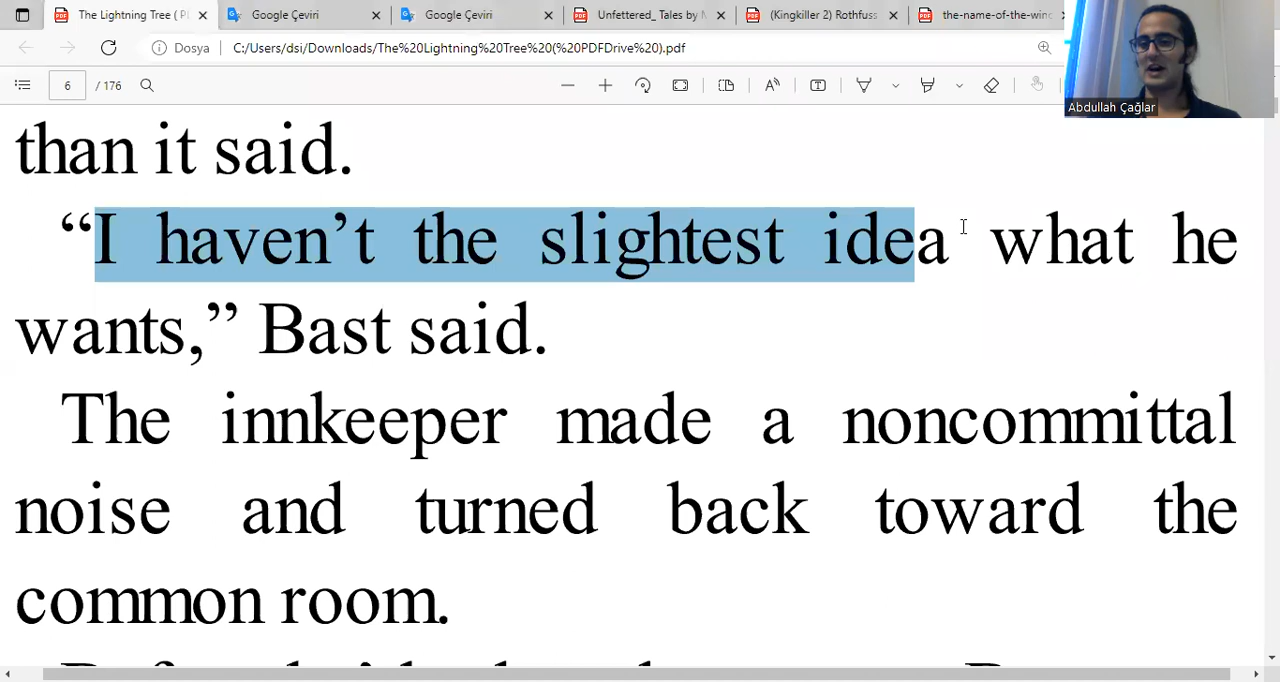 The Lightning Tree ( P
Google Çeviri
Google Çeviri
Unfettered_ Tales by
(Kingkiller 2) Rothfuss
the-name-of-the-wind
Dosya
C:/Users/dsi/Downloads/The%20Lightning%20Tree%20(%20PDFDrive%20).pdf
6 / 176
Abdullah Çağlar
than it said.
“I haven’t the slightest idea what he
wants,” Bast said.
The innkeeper made a noncommittal
noise and turned back toward the
common room.